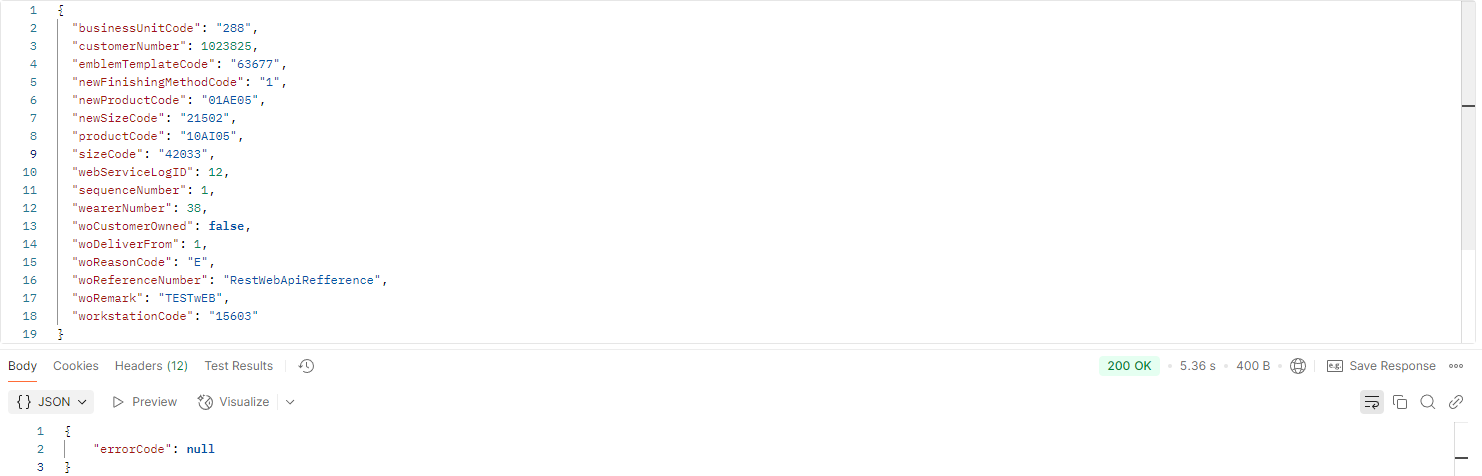 1 {
2 "businessUnitCode": "288",
3 "customerNumber": 1023825,
4 "emblemTemplateCode": "63677",
5 "newFinishingMethodCode": "1",
6 "newProductCode": "01AE05",
7 "newSizeCode": "21502",
8 "productCode": "10AI05",
9 "sizeCode": "42033",
10 "webServiceLogID": 12,
11 "sequenceNumber": 1,
12 "wearerNumber": 38,
13 "woCustomerOwned": false,
14 "woDeliverFrom": 1,
15 "woReasonCode": "E",
16 "woReferenceNumber": "RestWebApiRefference",
17 "woRemark": "TESTwEB",
18 "workstationCode": "15603"
19 }
Body Cookies Headers (12) Test Results 200 OK • 5.36 s • 400 B e.g. Save Response
{} JSON Preview Visualize
1 {
2 "errorCode": null
3 }